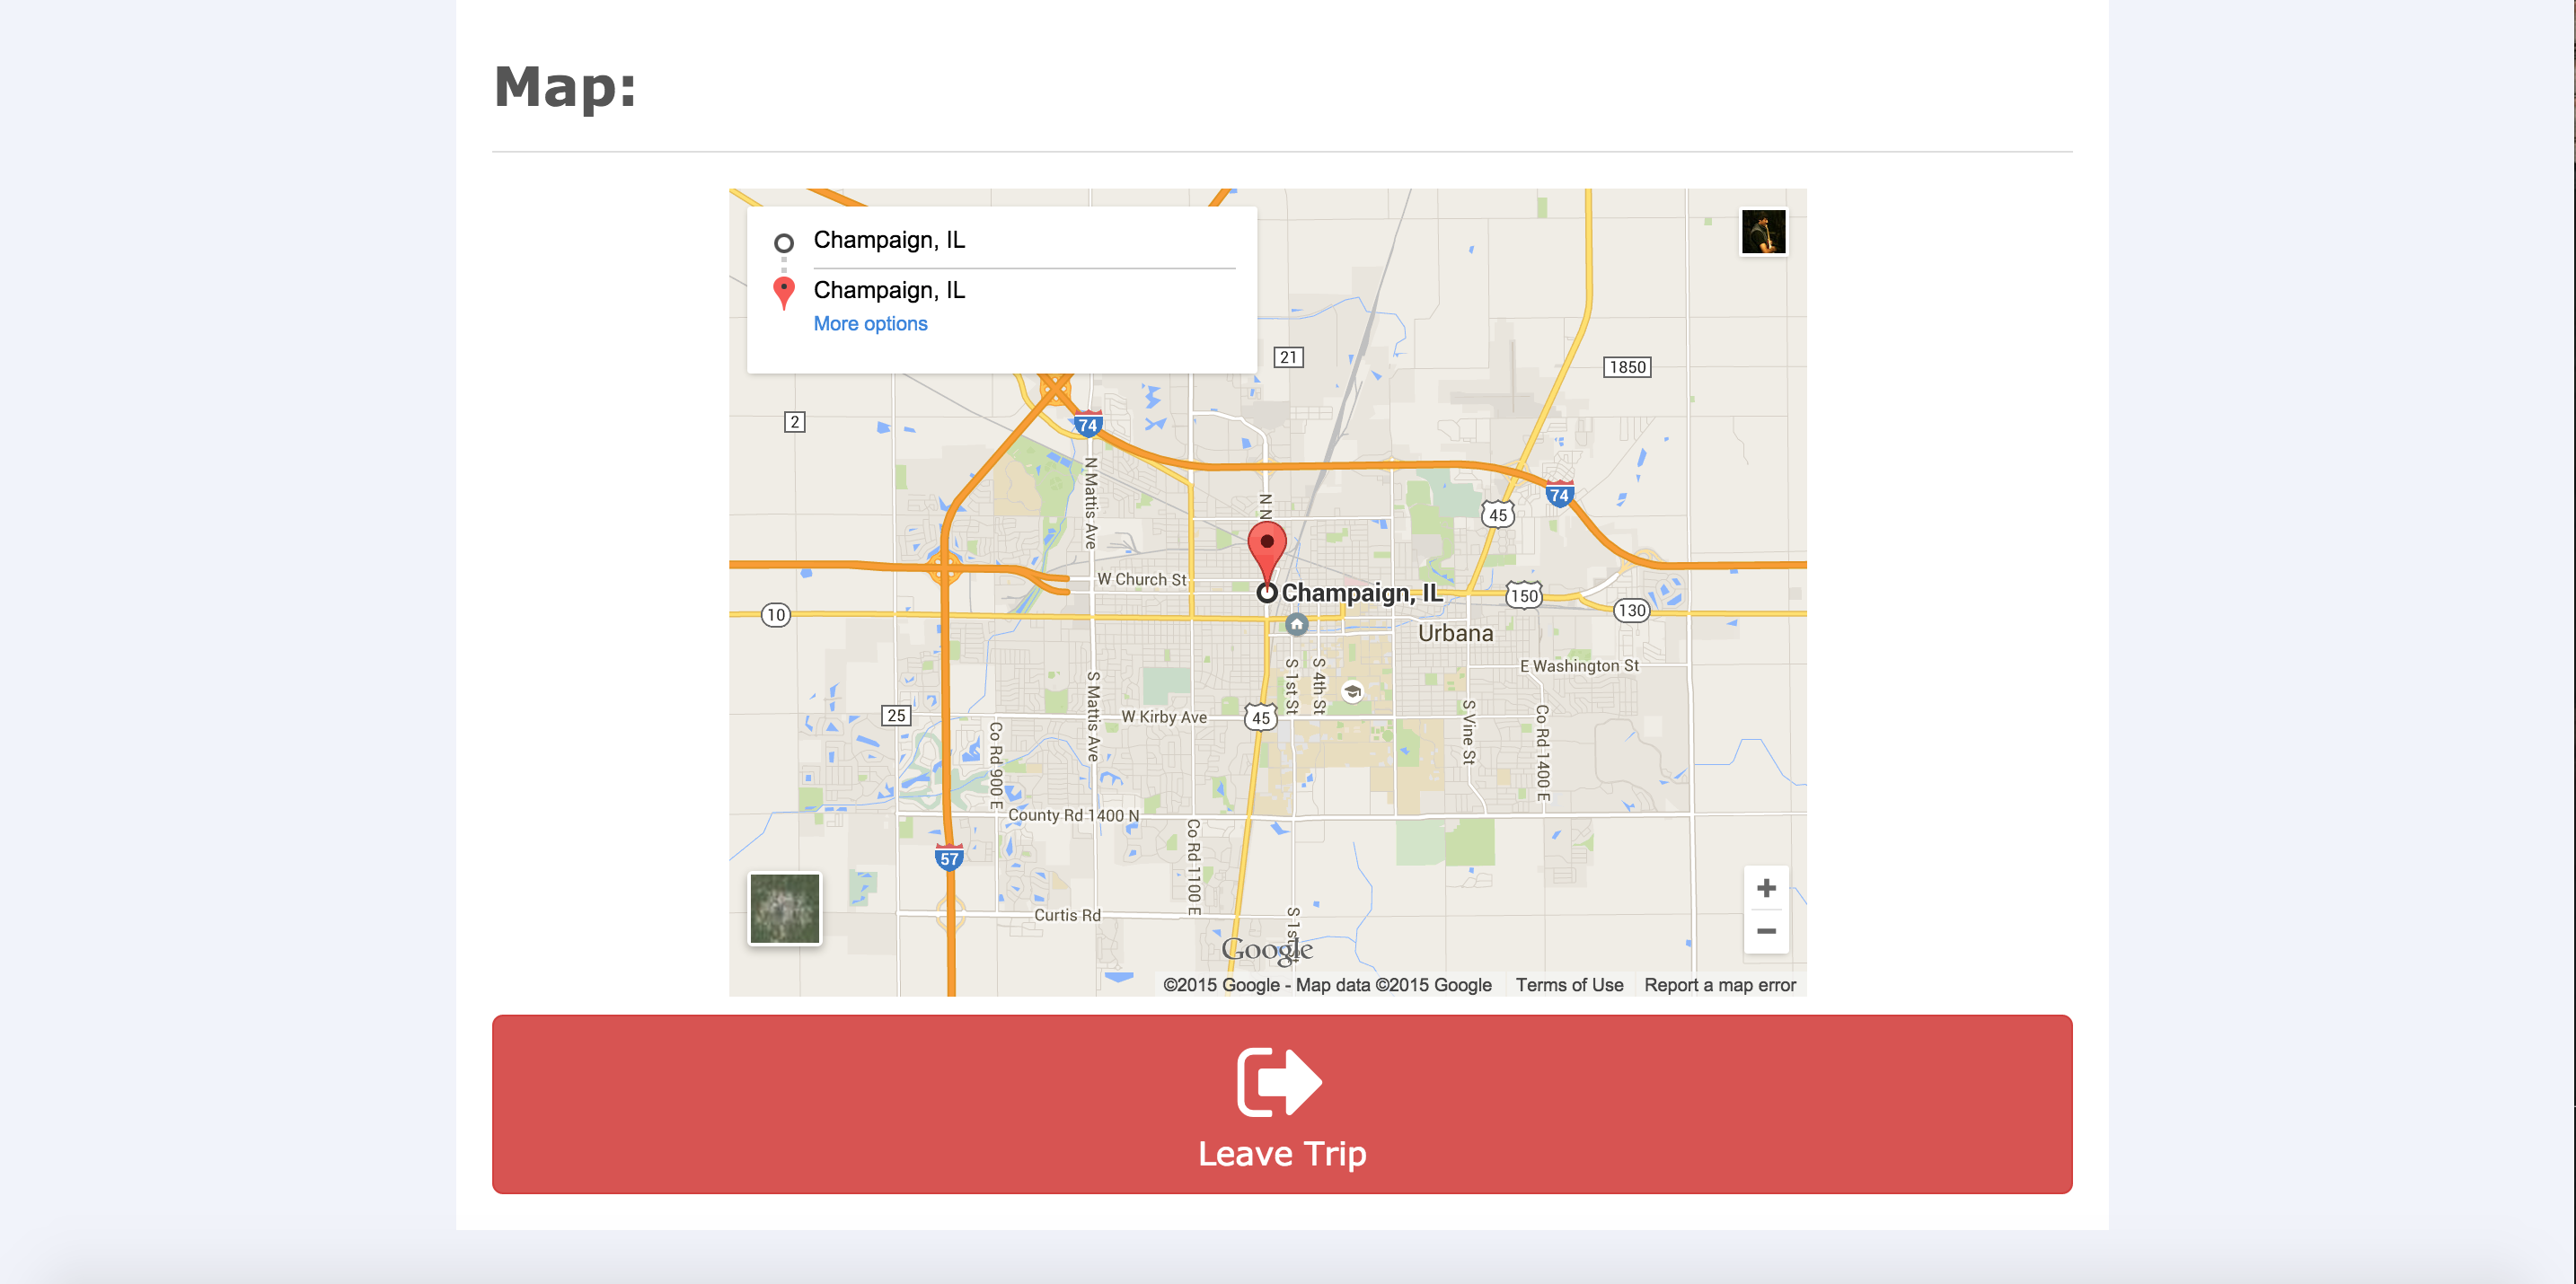 Map:
Champaign, IL
Champaign, IL
More options
21
1850
2
74
N Mattis Ave
N N
74
45
W Church St
Champaign, IL
150
130
10
Urbana
E Washington St
S 1st St
S 4th St
S Mattis Ave
25
W Kirby Ave
45
S Vine St
Co Rd 1400 E
Co Rd 900 E
County Rd 1400 N
Co Rd 1100 E
57
Curtis Rd
S 1st St
Google
+
−
©2015 Google - Map data ©2015 Google
Terms of Use
Report a map error
Leave Trip